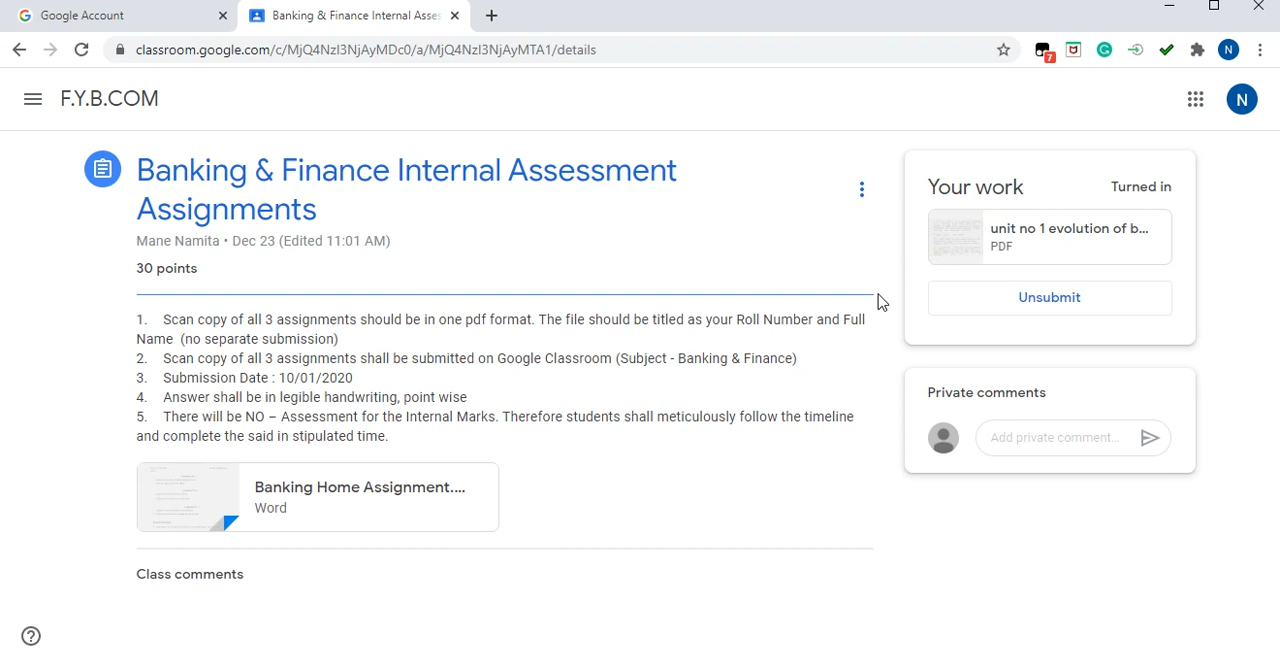 Google Account
Banking & Finance Internal Asses
classroom.google.com/c/MjQ4NzI3NjAyMDc0/a/MjQ4NzI3NjAyMTA1/details
7
N
F.Y.B.COM
N
Banking & Finance Internal Assessment
Assignments
Mane Namita • Dec 23 (Edited 11:01 AM)
30 points
1. Scan copy of all 3 assignments should be in one pdf format. The file should be titled as your Roll Number and Full
Name (no separate submission)
2. Scan copy of all 3 assignments shall be submitted on Google Classroom (Subject - Banking & Finance)
3. Submission Date : 10/01/2020
4. Answer shall be in legible handwriting, point wise
5. There will be NO – Assessment for the Internal Marks. Therefore students shall meticulously follow the timeline
and complete the said in stipulated time.
Banking Home Assignment....
Word
Class comments
Your work
Turned in
unit no 1 evolution of b...
PDF
Unsubmit
Private comments
Add private comment...